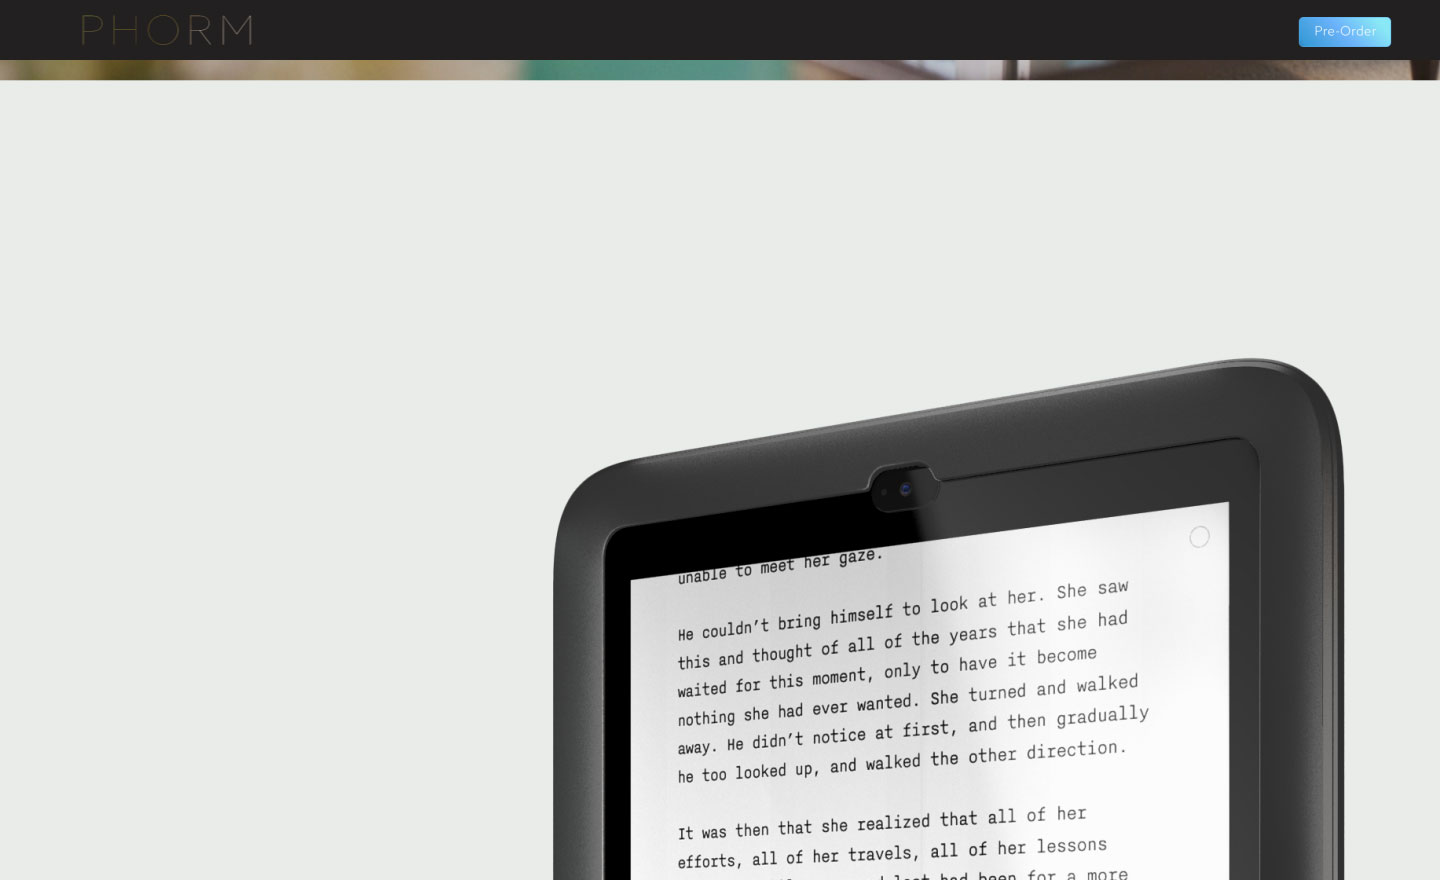 PHORM
Pre-Order
unable to meet her gaze.
He couldn't bring himself to look at her. She saw
this and thought of all of the years that she had
waited for this moment, only to have it become
nothing she had ever wanted. She turned and walked
away. He didn't notice at first, and then gradually
he too looked up, and walked the other direction.
It was then that she realized that all of her
efforts, all of her travels, all of her lessons
had been for a more